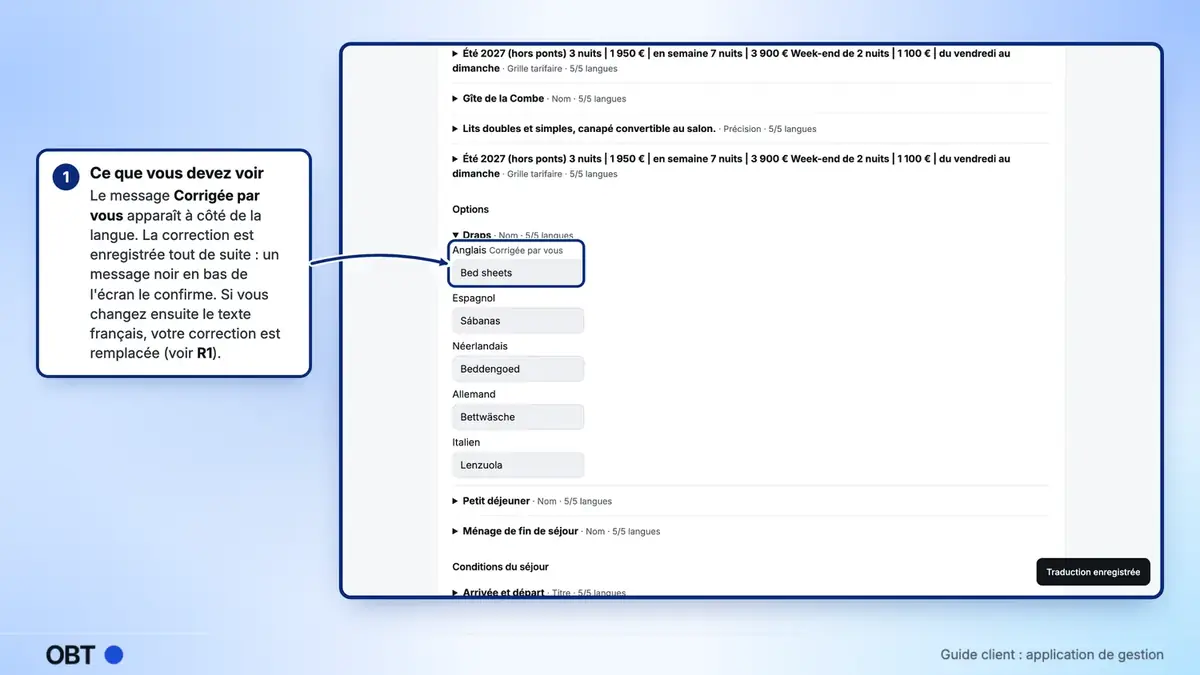 1
Ce que vous devez voir
Le message Corrigée par
vous apparaît à côté de la
langue. La correction est
enregistrée tout de suite : un
message noir en bas de
l'écran le confirme. Si vous
changez ensuite le texte
français, votre correction est
remplacée (voir R1).
▶ Été 2027 (hors ponts) 3 nuits | 1 950 € | en semaine 7 nuits | 3 900 € Week-end de 2 nuits | 1 100 € | du vendredi au
dimanche · Grille tarifaire · 5/5 langues
▶ Gîte de la Combe · Nom · 5/5 langues
▶ Lits doubles et simples, canapé convertible au salon. · Précision · 5/5 langues
▶ Été 2027 (hors ponts) 3 nuits | 1 950 € | en semaine 7 nuits | 3 900 € Week-end de 2 nuits | 1 100 € | du vendredi au
dimanche · Grille tarifaire · 5/5 langues
Options
▼ Draps · Nom · 5/5 langues
Anglais Corrigée par vous
Bed sheets
Espagnol
Sábanas
Néerlandais
Beddengoed
Allemand
Bettwäsche
Italien
Lenzuola
▶ Petit déjeuner · Nom · 5/5 langues
▶ Ménage de fin de séjour · Nom · 5/5 langues
Conditions du séjour
▶ Arrivée et départ · Titre · 5/5 langues
Traduction enregistrée
OBT
Guide client : application de gestion